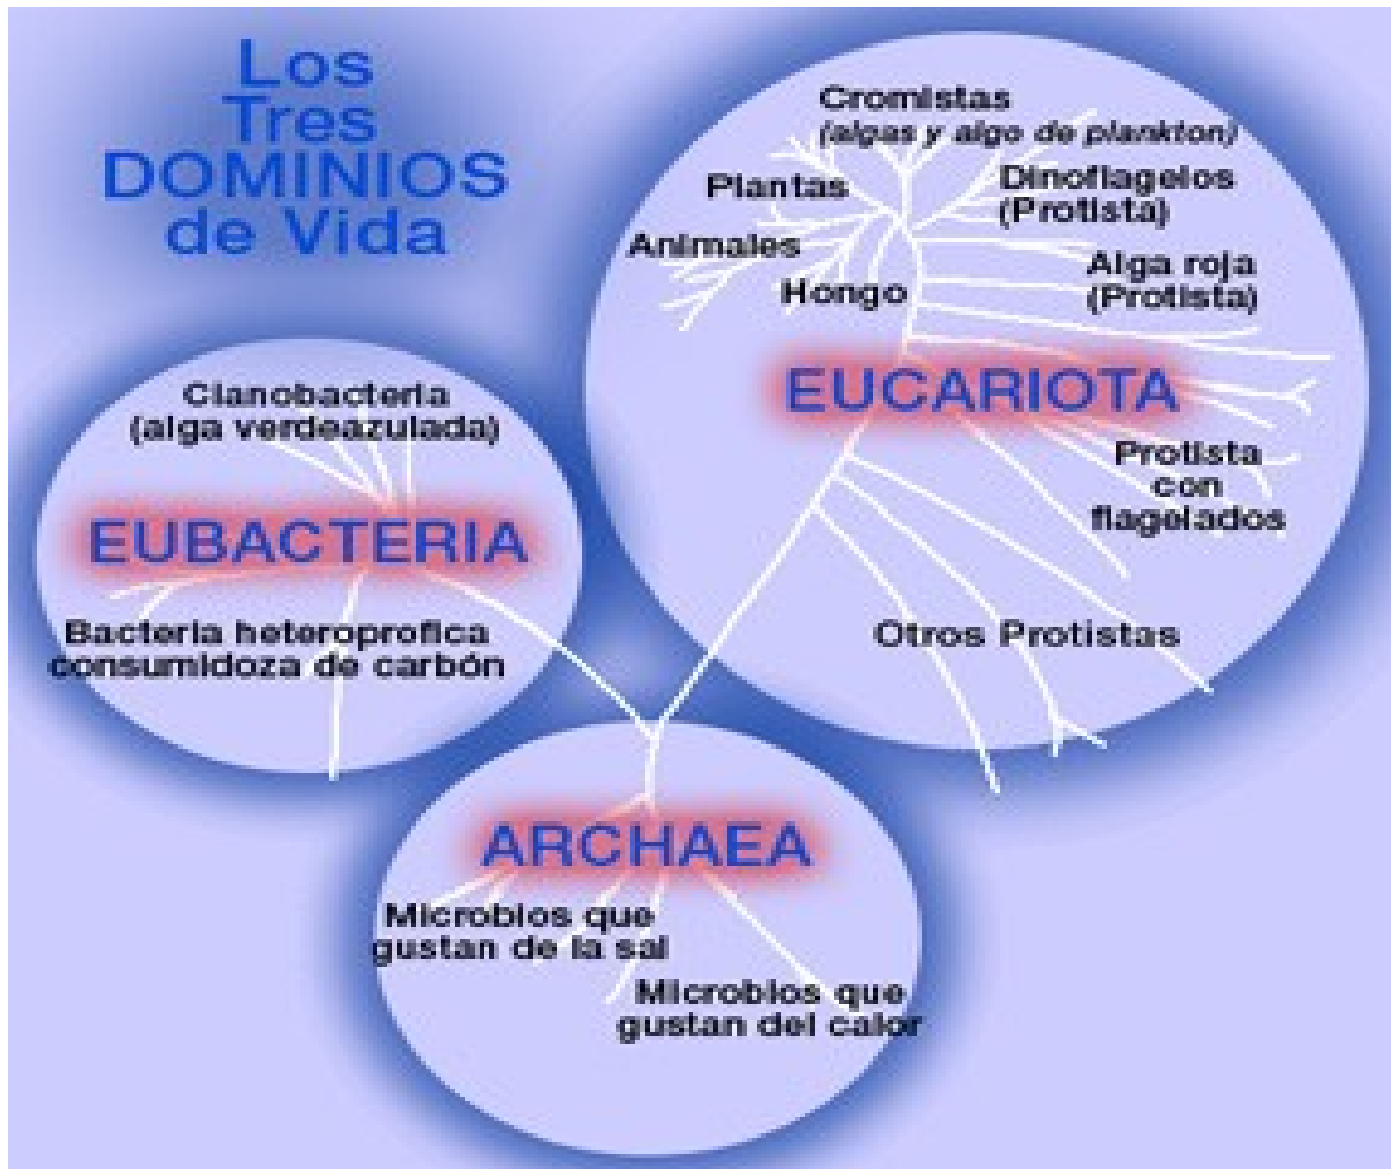 Los
Tres
DOMINIOS
de Vida
Cromistas
(algas y algo de plankton)
Plantas
Dinoflagelos
(Protista)
Animales
Alga roja
(Protista)
Hongo
EUCARIOTA
Protista
con
flagelados
Otros Protistas
Cianobacteria
(alga verdeazulada)
EUBACTERIA
Bacteria heteroprofica
consumidoza de carbón
ARCHAEA
Microbios que
gustan de la sal
Microbios que
gustan del calor